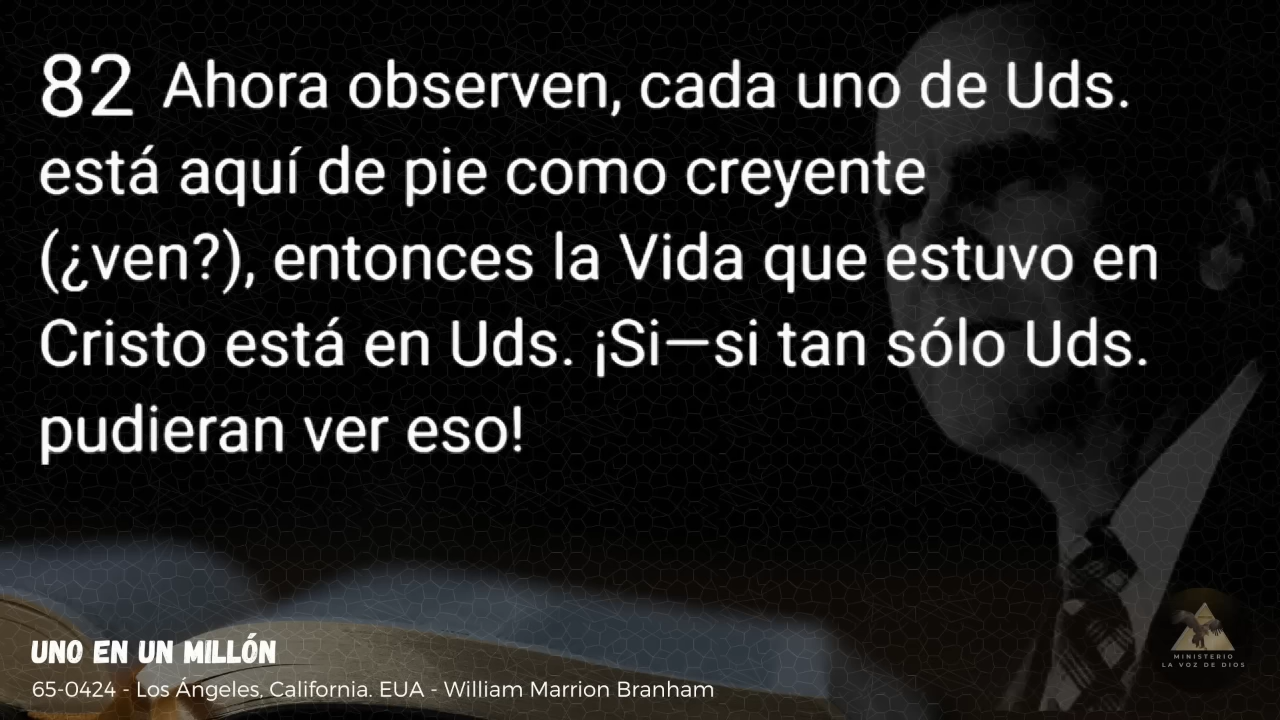 82 Ahora observen, cada uno de Uds.
está aquí de pie como creyente
(¿ven?), entonces la Vida que estuvo en
Cristo está en Uds. ¡Si—si tan sólo Uds.
pudieran ver eso!
UNO EN UN MILLÓN
65-0424 - Los Ángeles, California. EUA - William Marrion Branham
MINISTERIO
LA VOZ DE DIOS